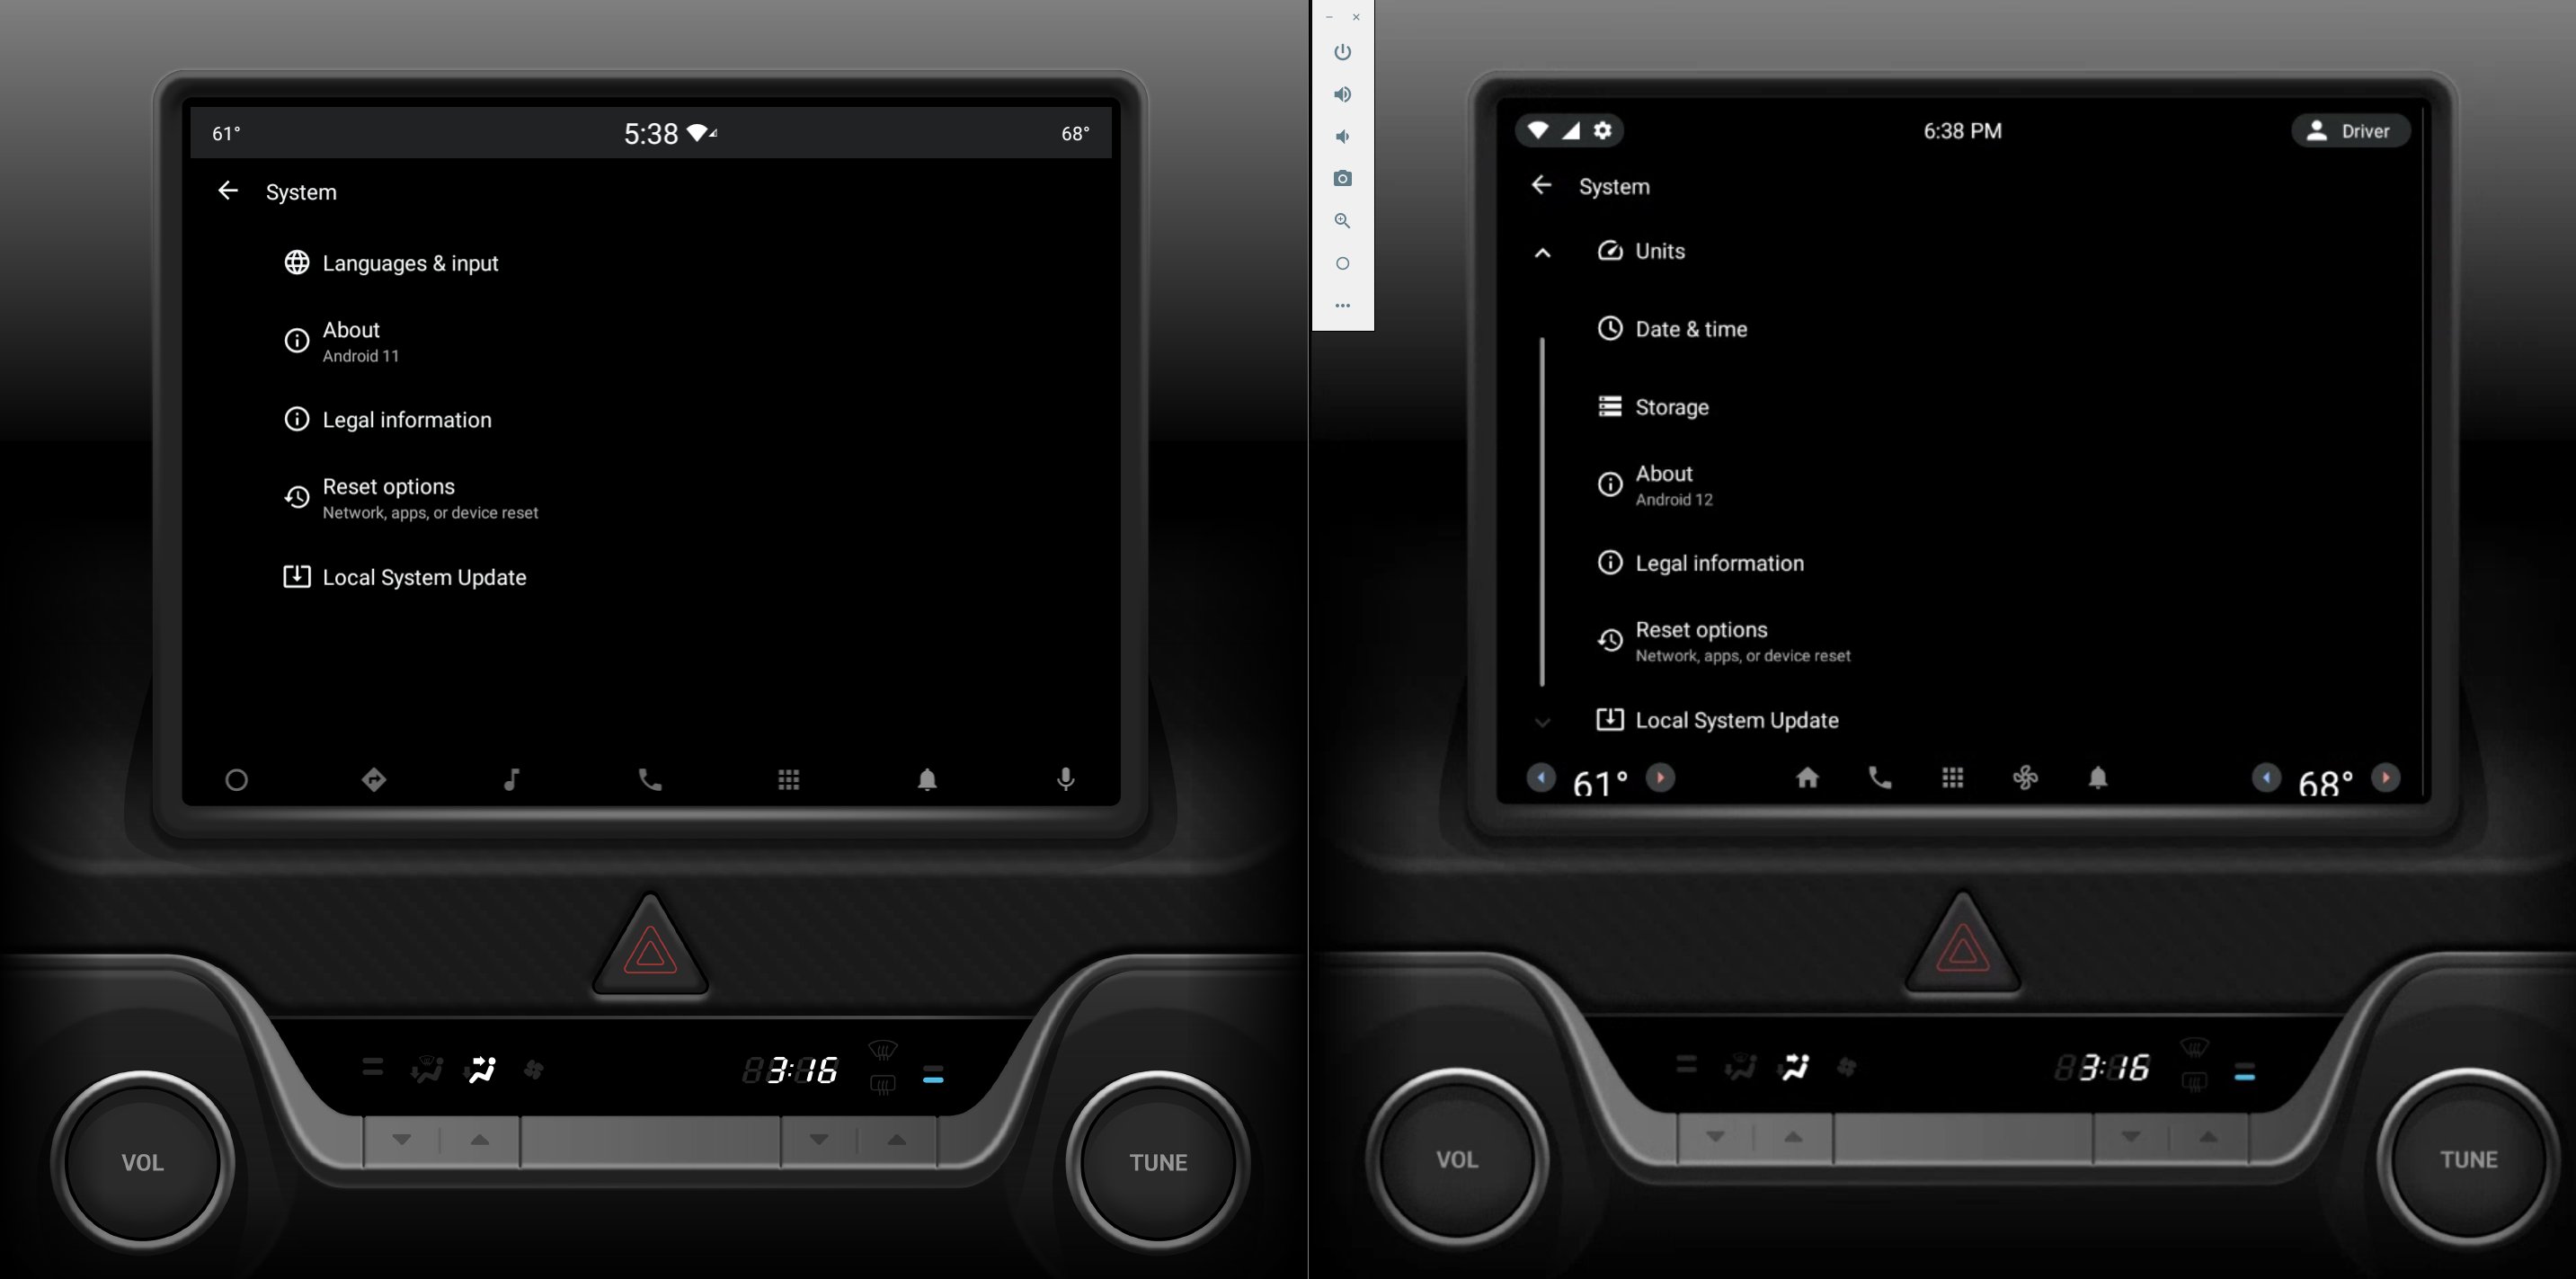 61°
5:38
68°
System
Languages & input
About
Android 11
Legal information
Reset options
Network, apps, or device reset
Local System Update
3:16
VOL
TUNE
6:38 PM
Driver
System
Units
Date & time
Storage
About
Android 12
Legal information
Reset options
Network, apps, or device reset
Local System Update
61°
68°
3:16
VOL
TUNE